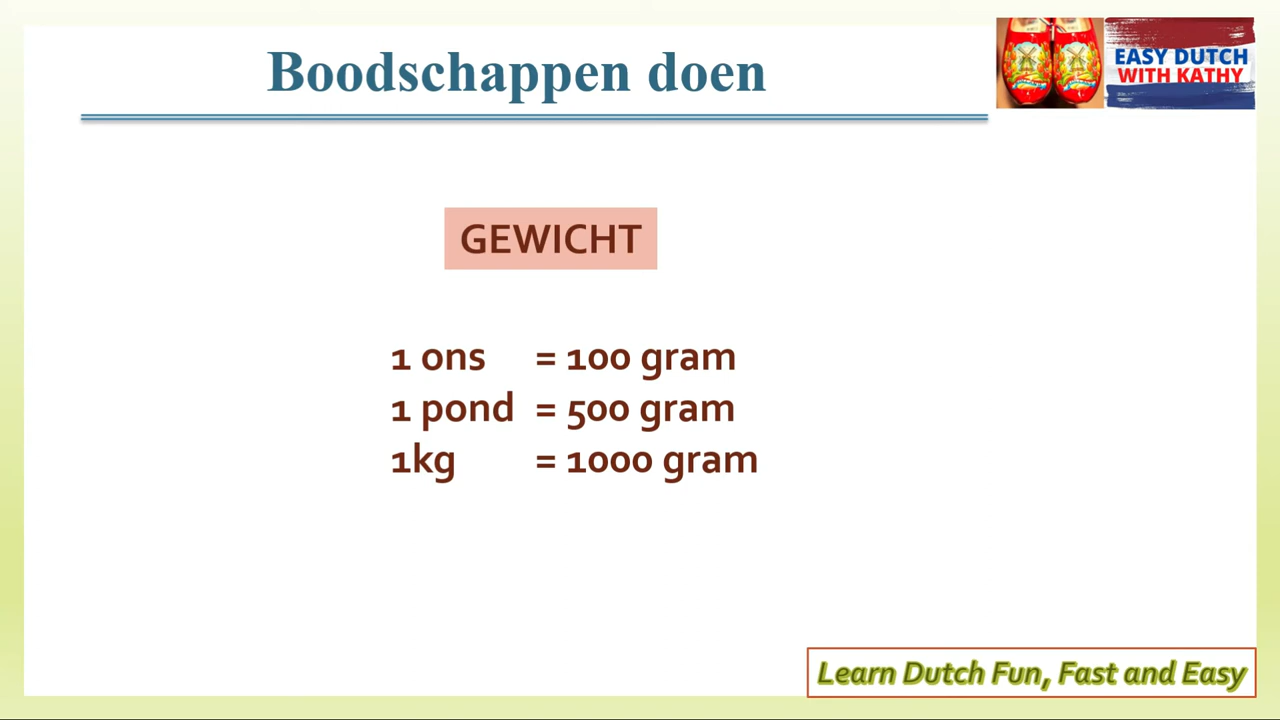 Boodschappen doen
EASY DUTCH
WITH KATHY
GEWICHT
1 ons = 100 gram
1 pond = 500 gram
1kg = 1000 gram
Learn Dutch Fun, Fast and Easy